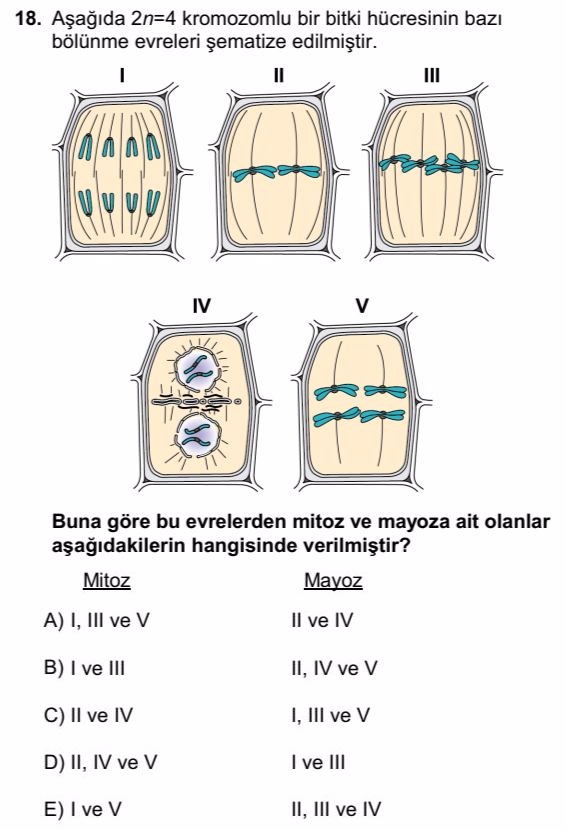 18. Aşağıda 2n=4 kromozomlu bir bitki hücresinin bazı
bölünme evreleri şematize edilmiştir.
I II III
IV V
Buna göre bu evrelerden mitoz ve mayoza ait olanlar
aşağıdakilerin hangisinde verilmiştir?
Mitoz Mayoz
A) I, III ve V II ve IV
B) I ve III II, IV ve V
C) II ve IV I, III ve V
D) II, IV ve V I ve III
E) I ve V II, III ve IV